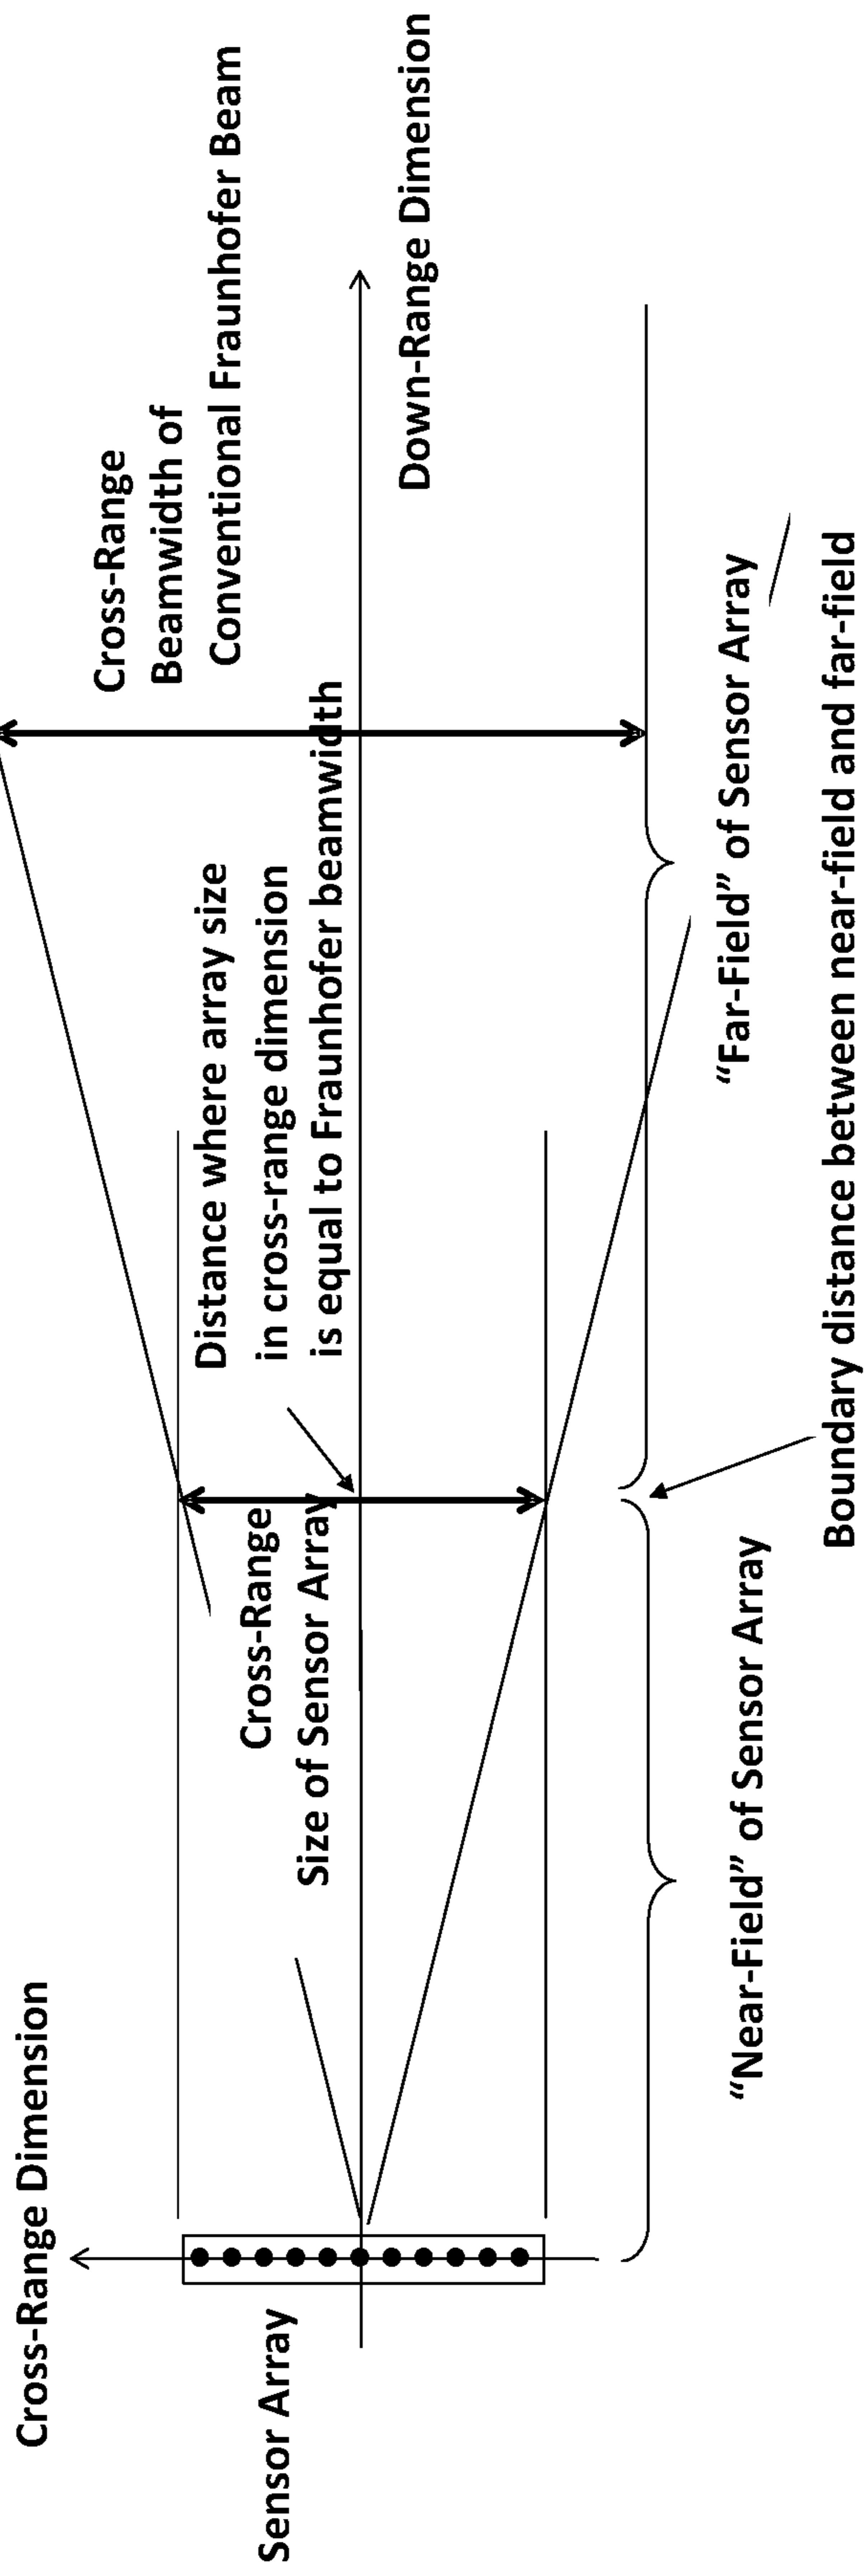 Cross-Range Dimension
Sensor Array
Cross-Range
Size of Sensor Array
Distance where array size
in cross-range dimension
is equal to Fraunhofer beamwidth
Cross-Range
Beamwidth of
Conventional Fraunhofer Beam
Down-Range Dimension
“Near-Field” of Sensor Array
“Far-Field” of Sensor Array
Boundary distance between near-field and far-field